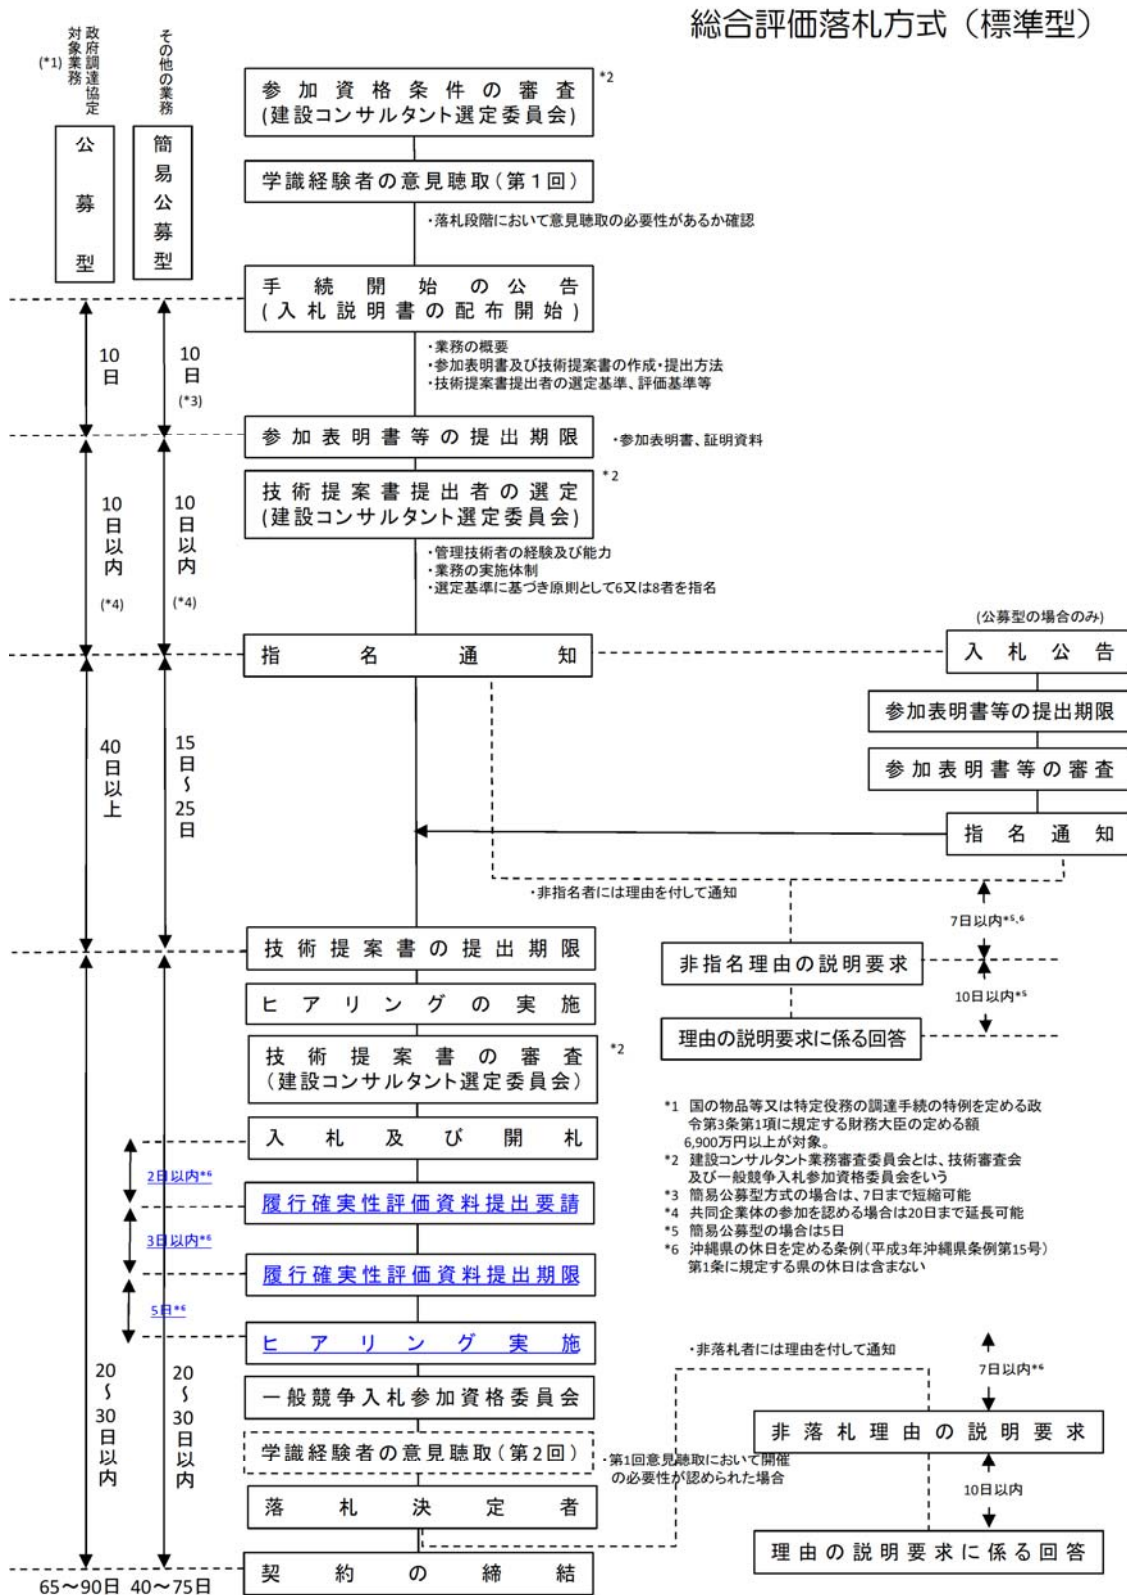 総合評価落札方式（標準型）
(*1)
政府調達協定
対象業務
その他の業務
公募型
簡易公募型
参加資格条件の審査
(建設コンサルタント選定委員会)
*2
学識経験者の意見聴取(第1回)
・落札段階において意見聴取の必要性があるか確認
手続開始の公告
(入札説明書の配布開始)
・業務の概要
・参加表明書及び技術提案書の作成・提出方法
・技術提案書提出者の選定基準、評価基準等
10日
10日
(*3)
参加表明書等の提出期限
・参加表明書、証明資料
技術提案書提出者の選定
(建設コンサルタント選定委員会)
*2
・管理技術者の経験及び能力
・業務の実施体制
・選定基準に基づき原則として6又は8者を指名
10日以内
(*4)
10日以内
(*4)
指名通知
(公募型の場合のみ)
入札公告
参加表明書等の提出期限
参加表明書等の審査
指名通知
40日以上
15日～25日
・非指名者には理由を付して通知
7日以内*5,6
非指名理由の説明要求
10日以内*5
理由の説明要求に係る回答
技術提案書の提出期限
ヒアリングの実施
技術提案書の審査
(建設コンサルタント選定委員会)
*2
入札及び開札
2日以内*6
履行確実性評価資料提出要請
3日以内*6
履行確実性評価資料提出期限
5日*6
ヒアリング実施
一般競争入札参加資格委員会
学識経験者の意見聴取(第2回)
・第1回意見聴取において開催
の必要性が認められた場合
落札決定者
契約の締結
20～30日以内
20～30日以内
65～90日
40～75日
*1 国の物品等又は特定役務の調達手続の特例を定める政
令第3条第1項に規定する財務大臣の定める額
6,900万円以上が対象。
*2 建設コンサルタント業務審査委員会とは、技術審査会
及び一般競争入札参加資格委員会をいう
*3 簡易公募型方式の場合は、7日まで短縮可能
*4 共同企業体の参加を認める場合は20日まで延長可能
*5 簡易公募型の場合は5日
*6 沖縄県の休日を定める条例(平成3年沖縄県条例第15号)
第1条に規定する県の休日は含まない
・非落札者には理由を付して通知
7日以内*6
非落札理由の説明要求
10日以内
理由の説明要求に係る回答